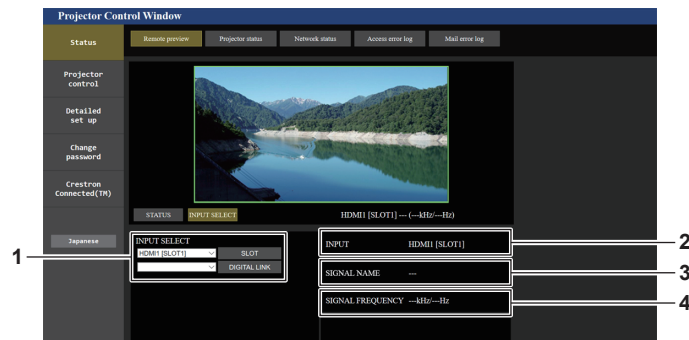 Projector Control Window
Status
Remote preview
Projector status
Network status
Access error log
Mail error log
Projector
control
Detailed
set up
Change
password
Crestron
Connected(TM)
Japanese
STATUS
INPUT SELECT
HDMI1 [SLOT1] --- (---kHz/---Hz)
1
INPUT SELECT
HDMI1 [SLOT1]
SLOT
DIGITAL LINK
INPUT HDMI1 [SLOT1]
2
SIGNAL NAME ---
3
SIGNAL FREQUENCY ---kHz/---Hz
4